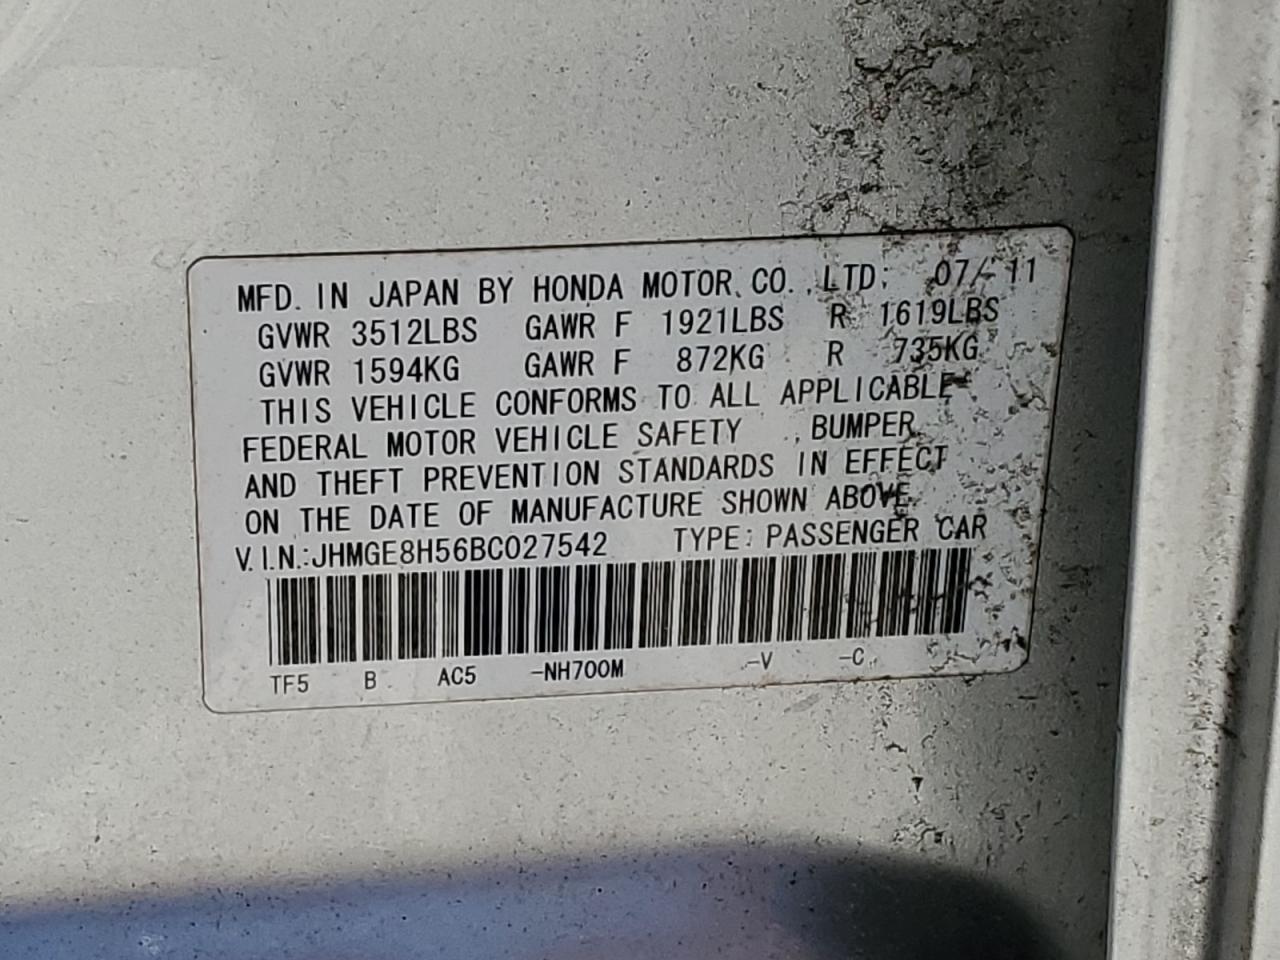 MFD. IN JAPAN BY HONDA MOTOR CO., LTD. 07/11
GVWR 3512LBS GAWR F 1921LBS R 1619LBS
GVWR 1594KG GAWR F 872KG R 735KG
THIS VEHICLE CONFORMS TO ALL APPLICABLE
FEDERAL MOTOR VEHICLE SAFETY , BUMPER
AND THEFT PREVENTION STANDARDS IN EFFECT
ON THE DATE OF MANUFACTURE SHOWN ABOVE.
V.I.N.:JHMGE8H56BC027542 TYPE: PASSENGER CAR
TF5 B AC5 -NH700M -V -C